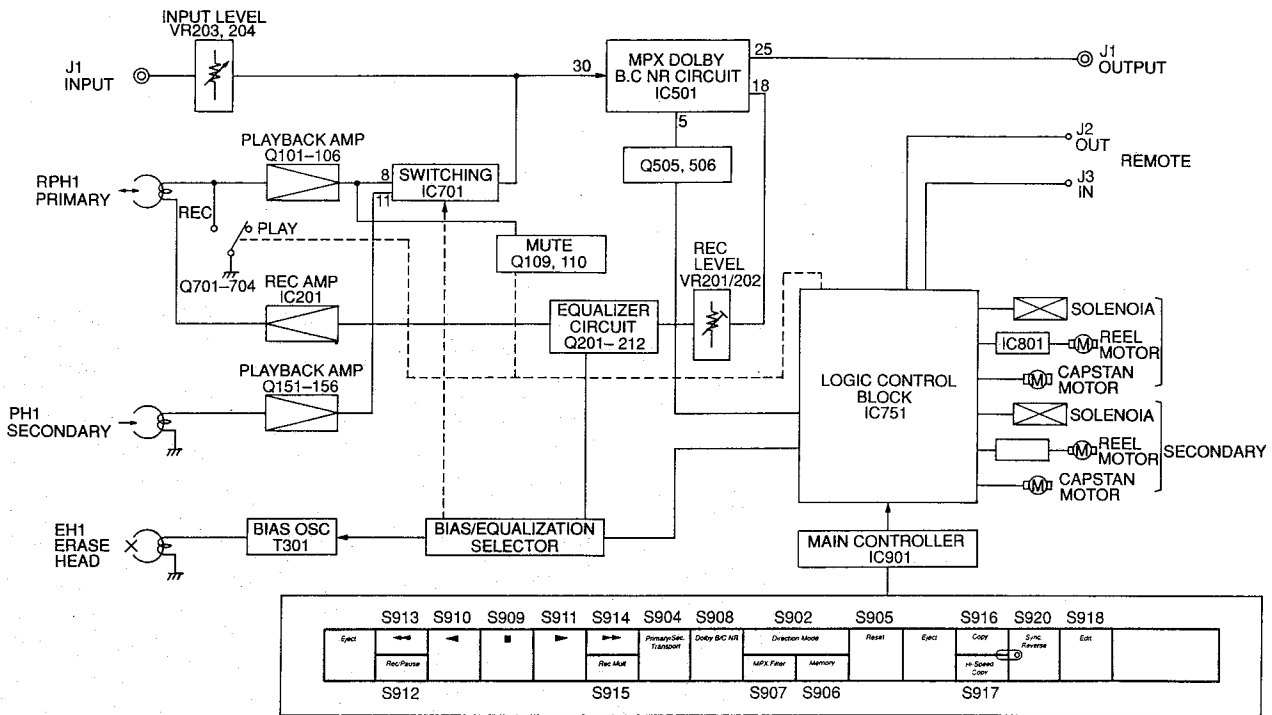 INPUT LEVEL
VR203, 204
J1
INPUT
30
MPX DOLBY
B.C NR CIRCUIT
IC501
25
18
5
J1
OUTPUT
PLAYBACK AMP
Q101–106
8
11
SWITCHING
IC701
Q505, 506
J2
OUT
REMOTE
J3
IN
RPH1
PRIMARY
REC
PLAY
Q701–704
MUTE
Q109, 110
REC
LEVEL
VR201/202
REC AMP
IC201
EQUALIZER
CIRCUIT
Q201–212
SOLENOIA
IC801
M
REEL
MOTOR
M
CAPSTAN
MOTOR
LOGIC CONTROL
BLOCK
IC751
PLAYBACK AMP
Q151–156
PH1
SECONDARY
SOLENOIA
M
REEL
MOTOR
SECONDARY
M
CAPSTAN
MOTOR
EH1
ERASE
HEAD
BIAS OSC
T301
BIAS/EQUALIZATION
SELECTOR
MAIN CONTROLLER
IC901
S913 S910 S909 S911 S914 S904 S908 S902 S905 S916 S920 S918
Eject
Primary/Sec.
Transport
Dolby B/C NR
Direction Mode
Reset
Eject
Copy
Sync.
Reverse
Edit
Rec/Pause
Rec Mult
MPX Filter
Memory
Hi-Speed
Copy
S912 S915 S907 S906 S917